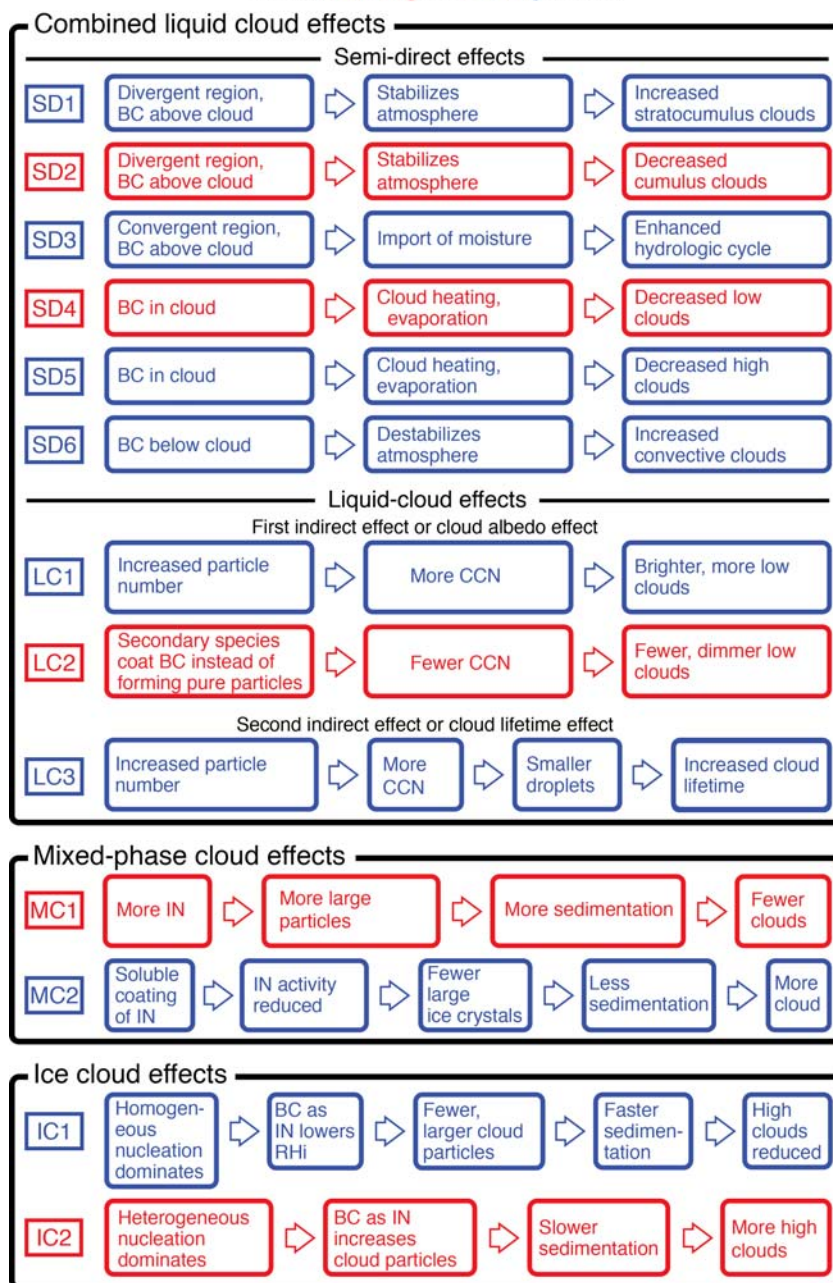 Combined liquid cloud effects
Semi-direct effects
SD1
Divergent region,
BC above cloud
Stabilizes
atmosphere
Increased
stratocumulus clouds
SD2
Divergent region,
BC above cloud
Stabilizes
atmosphere
Decreased
cumulus clouds
SD3
Convergent region,
BC above cloud
Import of moisture
Enhanced
hydrologic cycle
SD4
BC in cloud
Cloud heating,
evaporation
Decreased low
clouds
SD5
BC in cloud
Cloud heating,
evaporation
Decreased high
clouds
SD6
BC below cloud
Destabilizes
atmosphere
Increased
convective clouds
Liquid-cloud effects
First indirect effect or cloud albedo effect
LC1
Increased particle
number
More CCN
Brighter, more low
clouds
LC2
Secondary species
coat BC instead of
forming pure particles
Fewer CCN
Fewer, dimmer low
clouds
Second indirect effect or cloud lifetime effect
LC3
Increased particle
number
More
CCN
Smaller
droplets
Increased cloud
lifetime
Mixed-phase cloud effects
MC1
More IN
More large
particles
More sedimentation
Fewer
clouds
MC2
Soluble
coating
of IN
IN activity
reduced
Fewer
large
ice crystals
Less
sedimentation
More
cloud
Ice cloud effects
IC1
Homogen-
eous
nucleation
dominates
BC as
IN lowers
RHi
Fewer,
larger cloud
particles
Faster
sedimen-
tation
High
clouds
reduced
IC2
Heterogeneous
nucleation
dominates
BC as IN
increases
cloud particles
Slower
sedimentation
More high
clouds